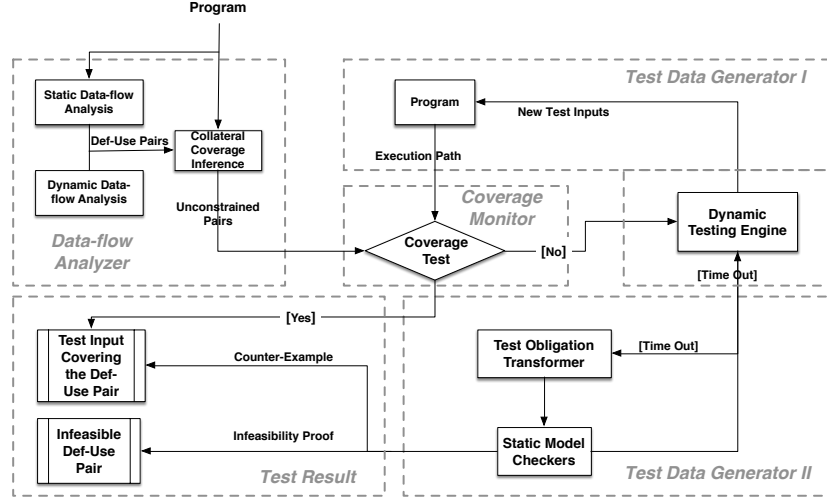 Program
Test Data Generator I
Static Data-flow
Analysis
Program
New Test Inputs
Def-Use Pairs
Collateral
Coverage
Inference
Execution Path
Dynamic Data-
flow Analysis
Unconstrained
Pairs
Coverage
Monitor
Dynamic
Testing Engine
Data-flow
Analyzer
Coverage
Test
[No]
[Time Out]
[Yes]
Test Input
Covering
the Def-
Use Pair
Counter-Example
Test Obligation
Transformer
[Time Out]
Infeasible
Def-Use
Pair
Infeasibility Proof
Static Model
Checkers
Test Result
Test Data Generator II